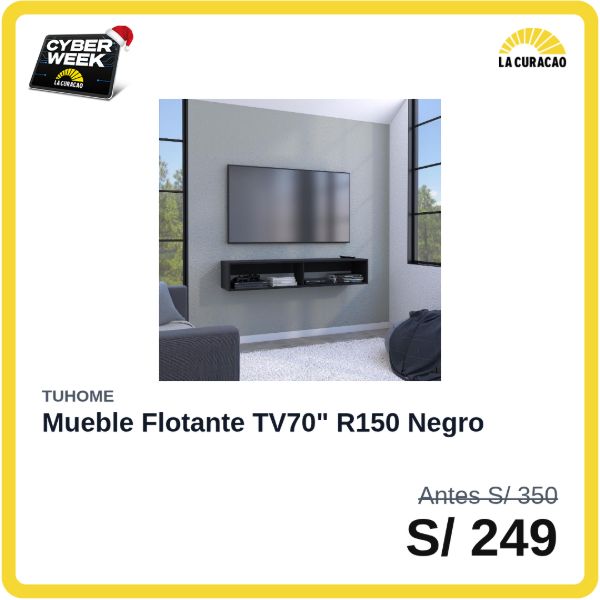 CYBER
WEEK
LA CURACAO
LA CURACAO
TUHOME
Mueble Flotante TV70" R150 Negro
Antes S/ 350
S/ 249